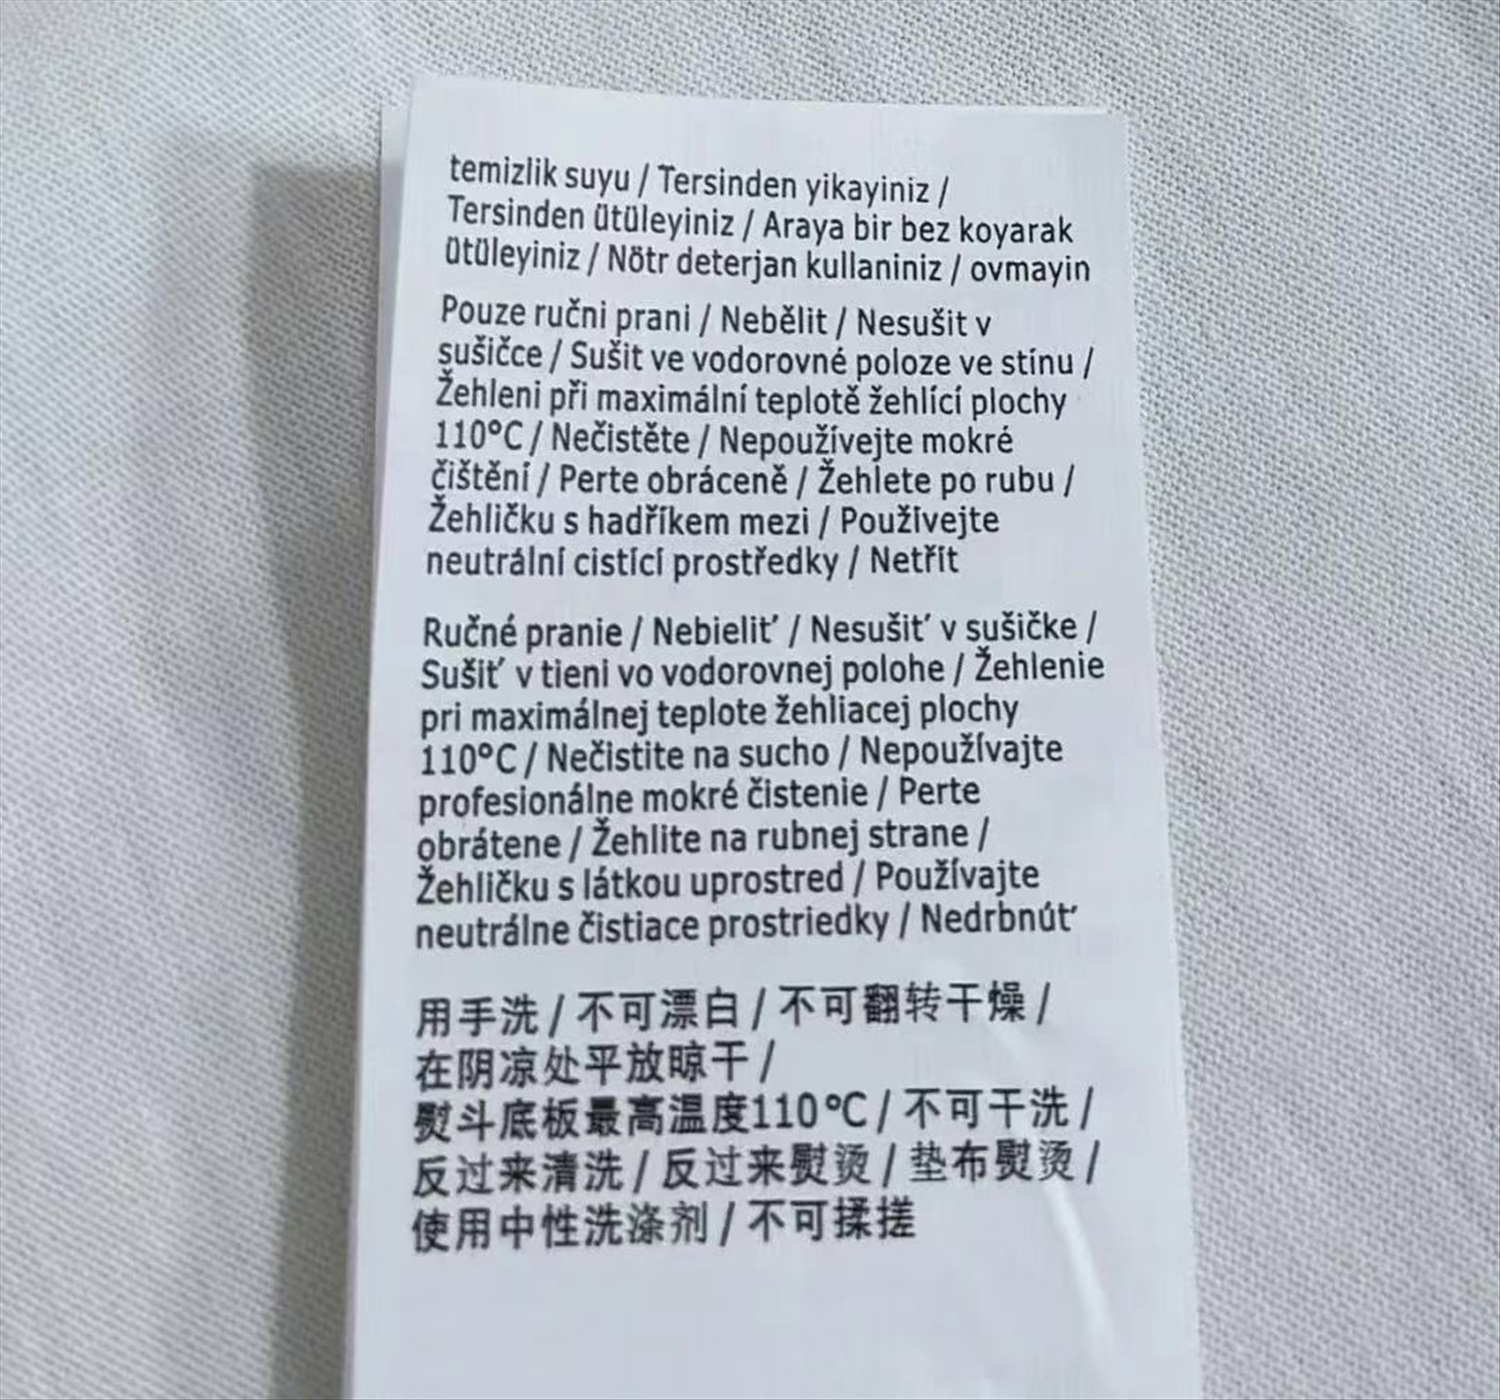 temizlik suyu / Tersinden yikayiniz /
Tersinden ütüleyiniz / Araya bir bez koyarak
ütüleyiniz / Nötr deterjan kullaniniz / ovmayin
Pouze ručni prani / Nebělit / Nesušit v
sušičce / Sušit ve vodorovné poloze ve stínu /
Žehleni při maximální teplotě žehlící plochy
110°C / Nečistěte / Nepoužívejte mokré
čištění / Perte obráceně / Žehlete po rubu /
Žehličku s hadříkem mezi / Používejte
neutrální cistící prostředky / Netřít
Ručné pranie / Nebieliť / Nesušiť v sušičke /
Sušiť v tieni vo vodorovnej polohe / Žehlenie
pri maximálnej teplote žehliacej plochy
110°C / Nečistite na sucho / Nepoužívajte
profesionálne mokré čistenie / Perte
obrátene / Žehlite na rubnej strane /
Žehličku s látkou uprostred / Používajte
neutrálne čistiace prostriedky / Nedrbnúť
用手洗 / 不可漂白 / 不可翻转干燥 /
在阴凉处平放晾干 /
熨斗底板最高温度110°C / 不可干洗 /
反过来清洗 / 反过来熨烫 / 垫布熨烫 /
使用中性洗涤剂 / 不可揉搓